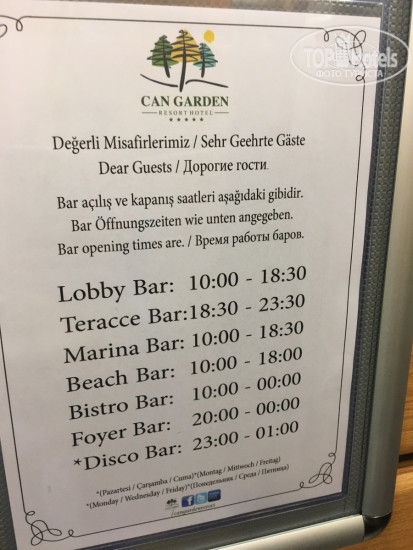 TOPHotels
ФОТО ТУРИСТА
CAN GARDEN
RESORT HOTEL
Değerli Misafirlerimiz / Sehr Geehrte Gäste
Dear Guests / Дорогие гости
Bar açılış ve kapanış saatleri aşağıdaki gibidir.
Bar Öffnungszeiten wie unten angegeben.
Bar opening times are. / Время работы баров.
Lobby Bar: 10:00 - 18:30
Teracce Bar:18:30 - 23:30
Marina Bar: 10:00 - 18:30
Beach Bar: 10:00 - 18:00
Bistro Bar: 10:00 - 00:00
Foyer Bar: 20:00 - 00:00
*Disco Bar: 23:00 - 01:00
*(Pazartesi / Çarşamba / Cuma)*(Montag / Mittwoch / Freitag)
*(Monday / Wednesday / Friday)*(Понедельник / Среда / Пятница)